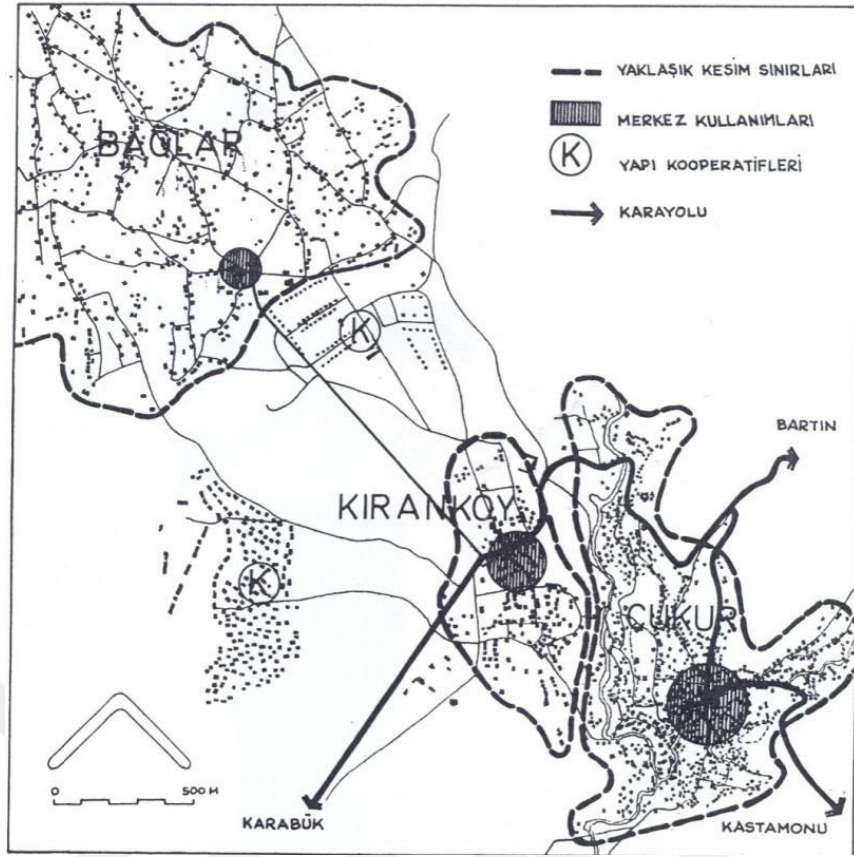 YAKLAŞIK KESİM SINIRLARI
MERKEZ KULLANIMLARI
K
YAPI KOOPERATİFLERİ
KARAYOLU
BAĞLAR
K
BARTIN
KIRANKÖY
K
ÇUKUR
0
500 M
KARABÜK
KASTAMONU